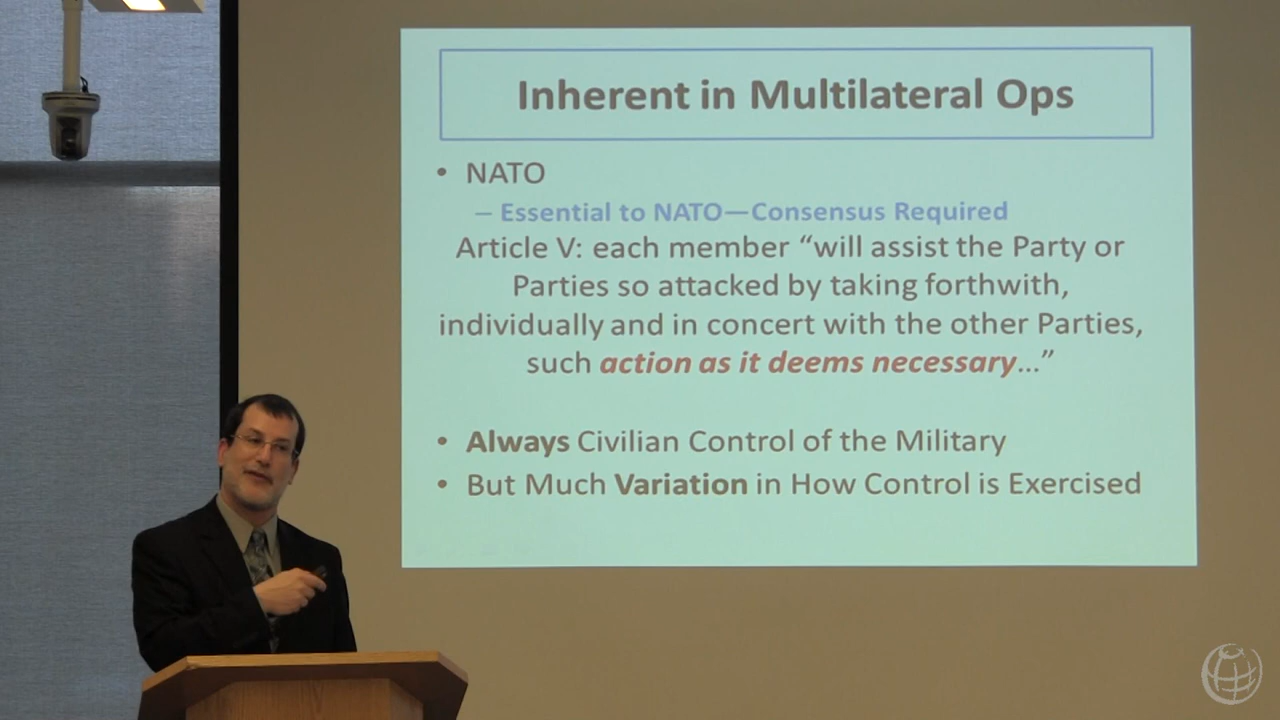 Inherent in Multilateral Ops
• NATO
– Essential to NATO—Consensus Required
Article V: each member “will assist the Party or
Parties so attacked by taking forthwith,
individually and in concert with the other Parties,
such action as it deems necessary…”
• Always Civilian Control of the Military
• But Much Variation in How Control is Exercised